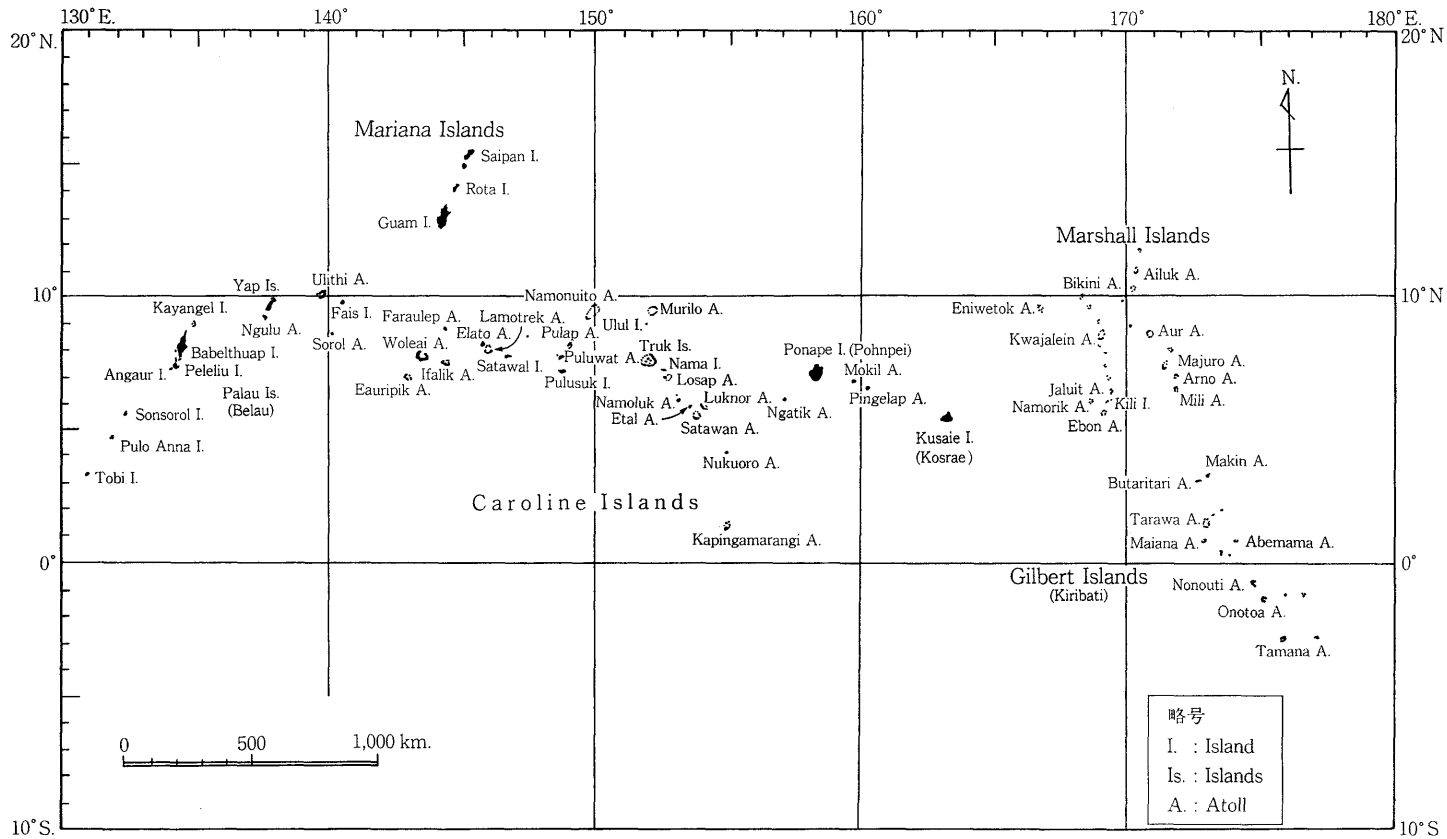 130°E.
140°
150°
160°
170°
180°E.
20°N.
20°N
N.
Mariana Islands
Saipan I.
Rota I.
Guam I.
Marshall Islands
Ailuk A.
Bikini A.
Yap Is.
Ulithi A.
10°
10°N
Kayangel I.
Ngulu A.
Fais I.
Faraulep A.
Lamotrek A.
Namonuito A.
Ulul I.
Murilo A.
Eniwetok A.
Sorol A.
Woleai A.
Elato A.
Pulap A.
Truk Is.
Kwajalein A.
Aur A.
Babelthuap I.
Angaur I.
Peleliu I.
Ifalik A.
Satawal I.
Puluwat A.
Nama I.
Ponape I. (Pohnpei)
Mokil A.
Majuro A.
Arno A.
Palau Is.
(Belau)
Eauripik A.
Pulusuk I.
Losap A.
Pingelap A.
Jaluit A.
Mili A.
Sonsorol I.
Namoluk A.
Luknor A.
Etal A.
Ngatik A.
Namorik A.
Kili I.
Satawan A.
Ebon A.
Pulo Anna I.
Kusaie I.
(Kosrae)
Tobi I.
Nukuoro A.
Makin A.
Butaritari A.
Caroline Islands
Kapingamarangi A.
Tarawa A.
Maiana A.
Abemama A.
0°
0°
Gilbert Islands
(Kiribati)
Nonouti A.
Onotoa A.
Tamana A.
0
500
1,000 km.
略号
I. : Island
Is. : Islands
A. : Atoll
10°S.
10°S